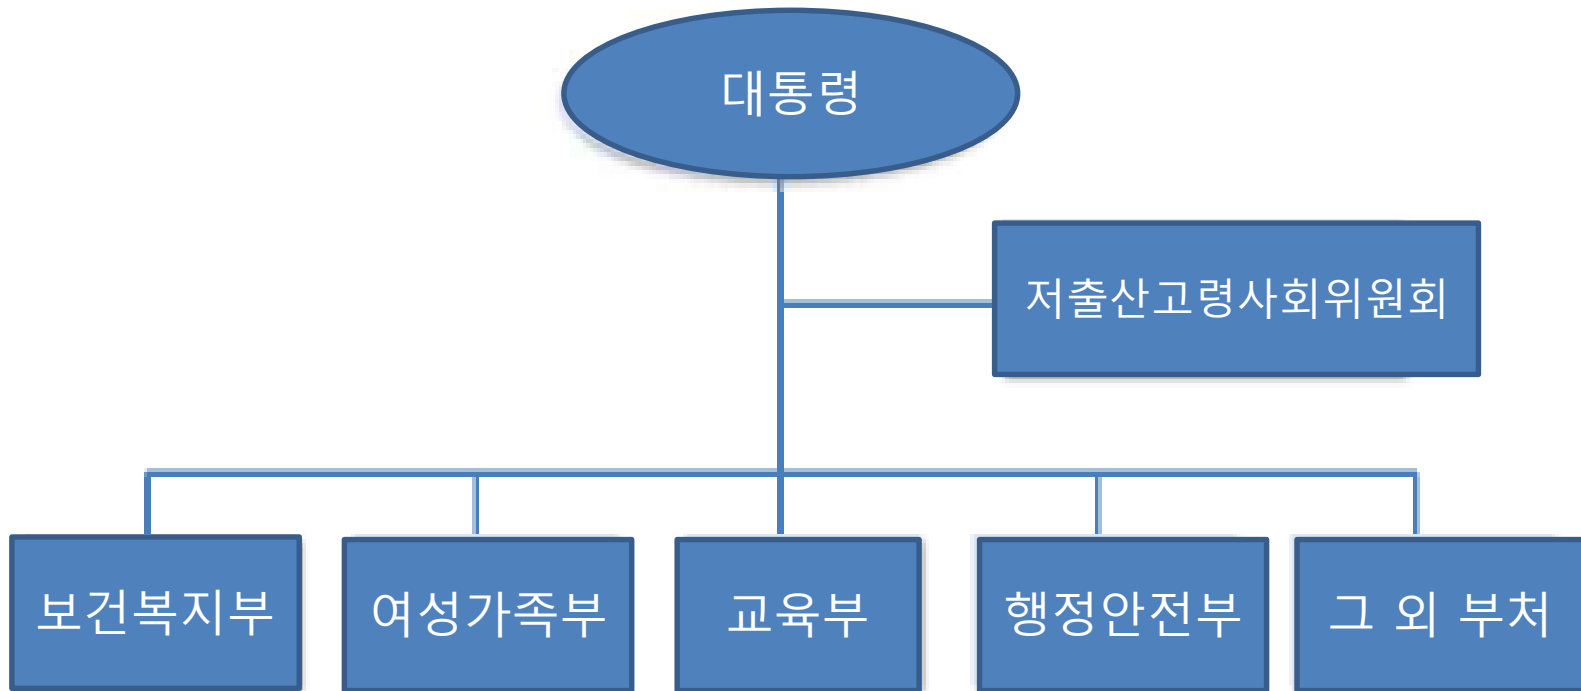 대통령
저출산고령사회위원회
보건복지부
여성가족부
교육부
행정안전부
그 외 부처